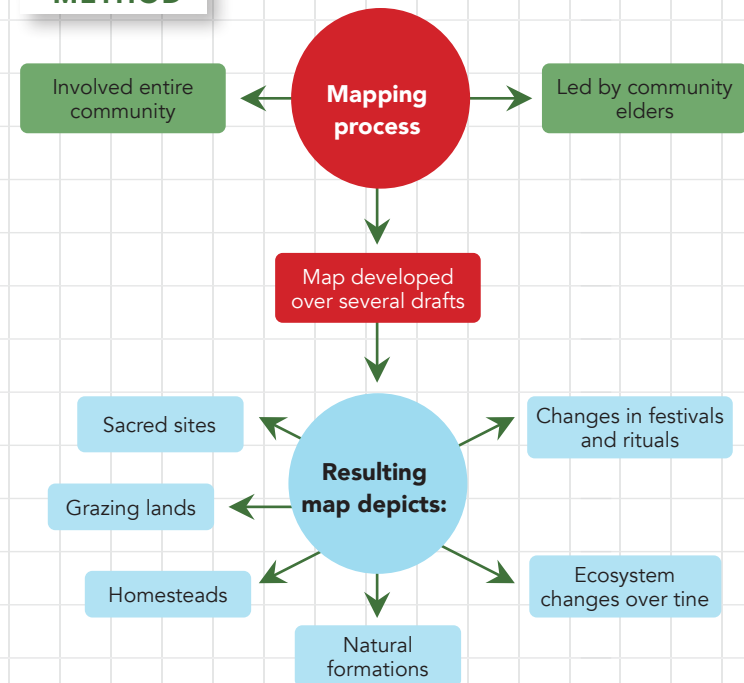 METHOD
Mapping
process
Involved entire
community
Led by community
elders
Map developed
over several drafts
Resulting
map depicts:
Sacred sites
Changes in festivals
and rituals
Grazing lands
Homesteads
Ecosystem
changes over tine
Natural
formations